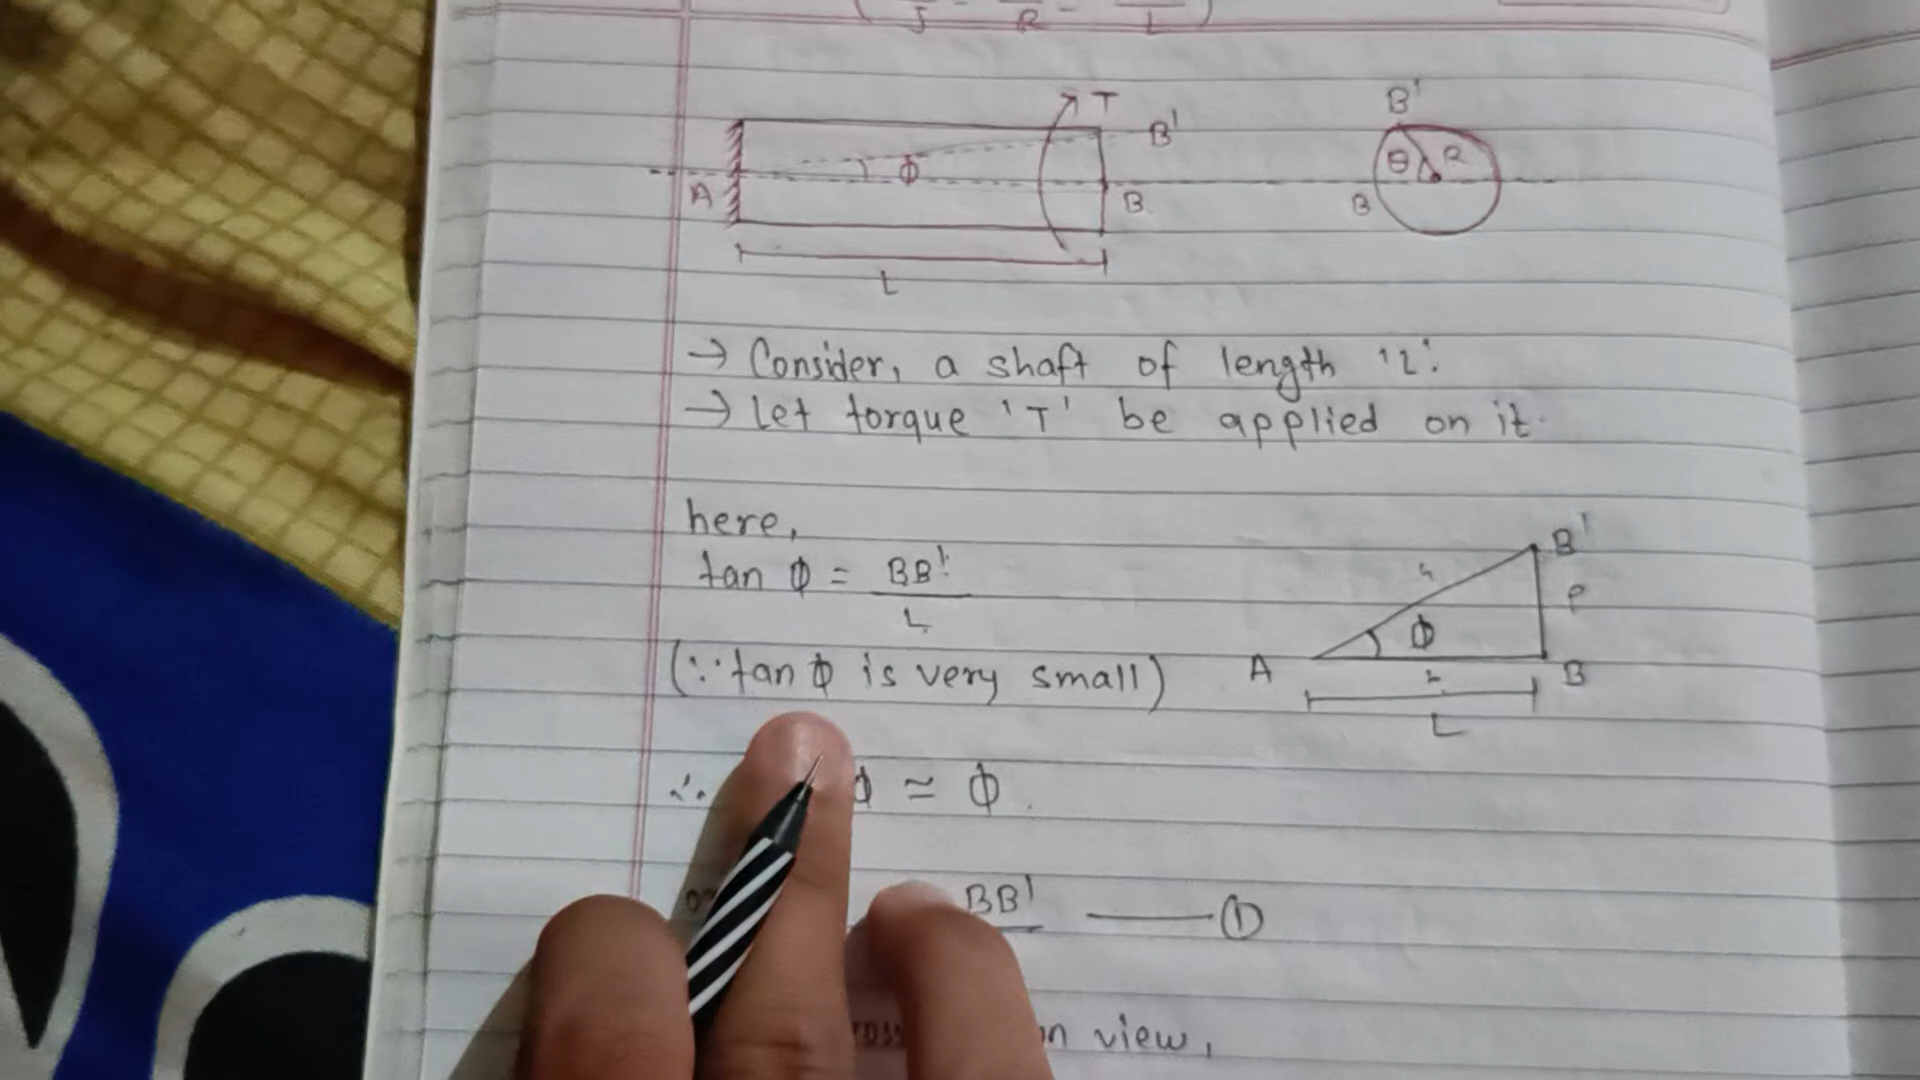 J R L
T
B'
B'
ϕ
θ R
A
B
B
L
→ Consider, a shaft of length 'L'.
→ Let torque 'T' be applied on it.
here,
tan ϕ = BB'
L
B'
h
P
ϕ
(∵ tan ϕ is very small)
A
B
L
∴ ϕ ≃ ϕ.
BB' ——— ①
view,